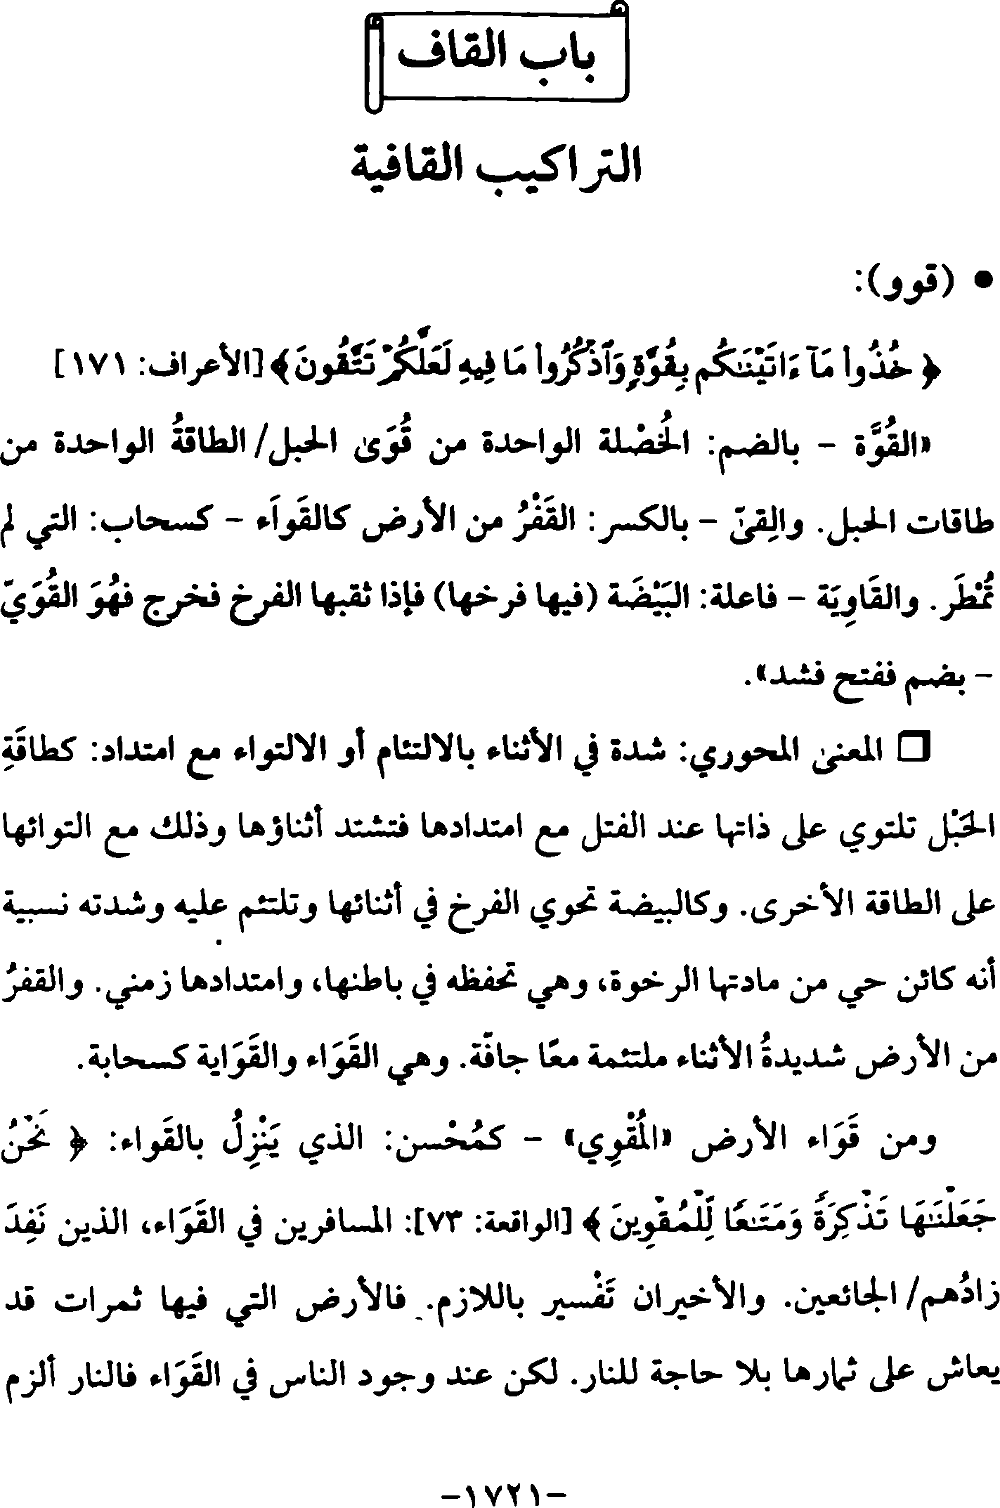 باب القاف
التراكيب القافية
• (قوو):
﴿ خُذُوا۟ مَآ ءَاتَيْنَـٰكُم بِقُوَّةٍ وَٱذْكُرُوا۟ مَا فِيهِ لَعَلَّكُمْ تَتَّقُونَ ﴾ [الأعراف: ١٧١]
«القُوَّة – بالضم: الخُصْلة الواحدة من قُوَىٰ الحبل/ الطاقةُ الواحدة من
طاقات الحبل. والقِىّ – بالكسر: القَفْرُ من الأرض كالقَواَء – كسحاب: التي لم
تُمْطَر. والقَاوِيَة – فاعلة: البَيْضَة (فيها فرخها) فإذا ثقبها الفرخ فخرج فهُوَ القُوَيّ
– بضم ففتح فشد».
❒ المعنىٰ المحوري: شدة في الأثناء بالالتئام أو الالتواء مع امتداد: كطاقَةِ
الحَبْل تلتوي على ذاتها عند الفتل مع امتدادها فتشتد أثناؤها وذلك مع التوائها
على الطاقة الأخرى. وكالبيضة تحوي الفرخ في أثنائها وتلتئم عليه وشدته نسبية
أنه كائن حي من مادتها الرخوة، وهي تحفظه في باطنها، وامتدادها زمني. والقفرُ
من الأرض شديدةُ الأثناء ملتئمة معًا جافّة. وهي القَوَاء والقَوَاية كسحابة.
ومن قَوَاء الأرض «المُقْوِي» – كمُحْسن: الذي يَنْزِلُ بالقَواء: ﴿ نَحْنُ
جَعَلْنَـٰهَا تَذْكِرَةً وَمَتَـٰعًا لِّلْمُقْوِينَ ﴾ [الواقعة: ٧٣]: المسافرين في القَوَاء، الذين نَفِدَ
زادُهم/ الجائعين. والأخيران تَفْسير باللازم. فالأرض التي فيها ثمرات قد
يعاش على ثمارها بلا حاجة للنار. لكن عند وجود الناس في القَوَاء فالنار ألزم
-١٧٢١-